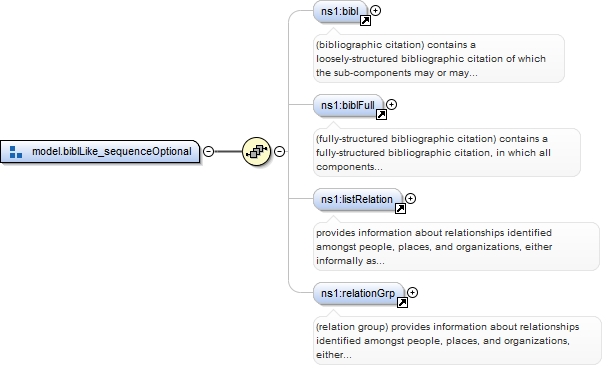 ns1:bibl
(bibliographic citation) contains a
loosely-structured bibliographic citation of which
the sub-components may or may...
ns1:biblFull
(fully-structured bibliographic citation) contains a
fully-structured bibliographic citation, in which all
components...
model.biblLike_sequenceOptional
ns1:listRelation
provides information about relationships identified
amongst people, places, and organizations, either
informally as...
ns1:relationGrp
(relation group) provides information about relationships
identified amongst people, places, and organizations,
either...